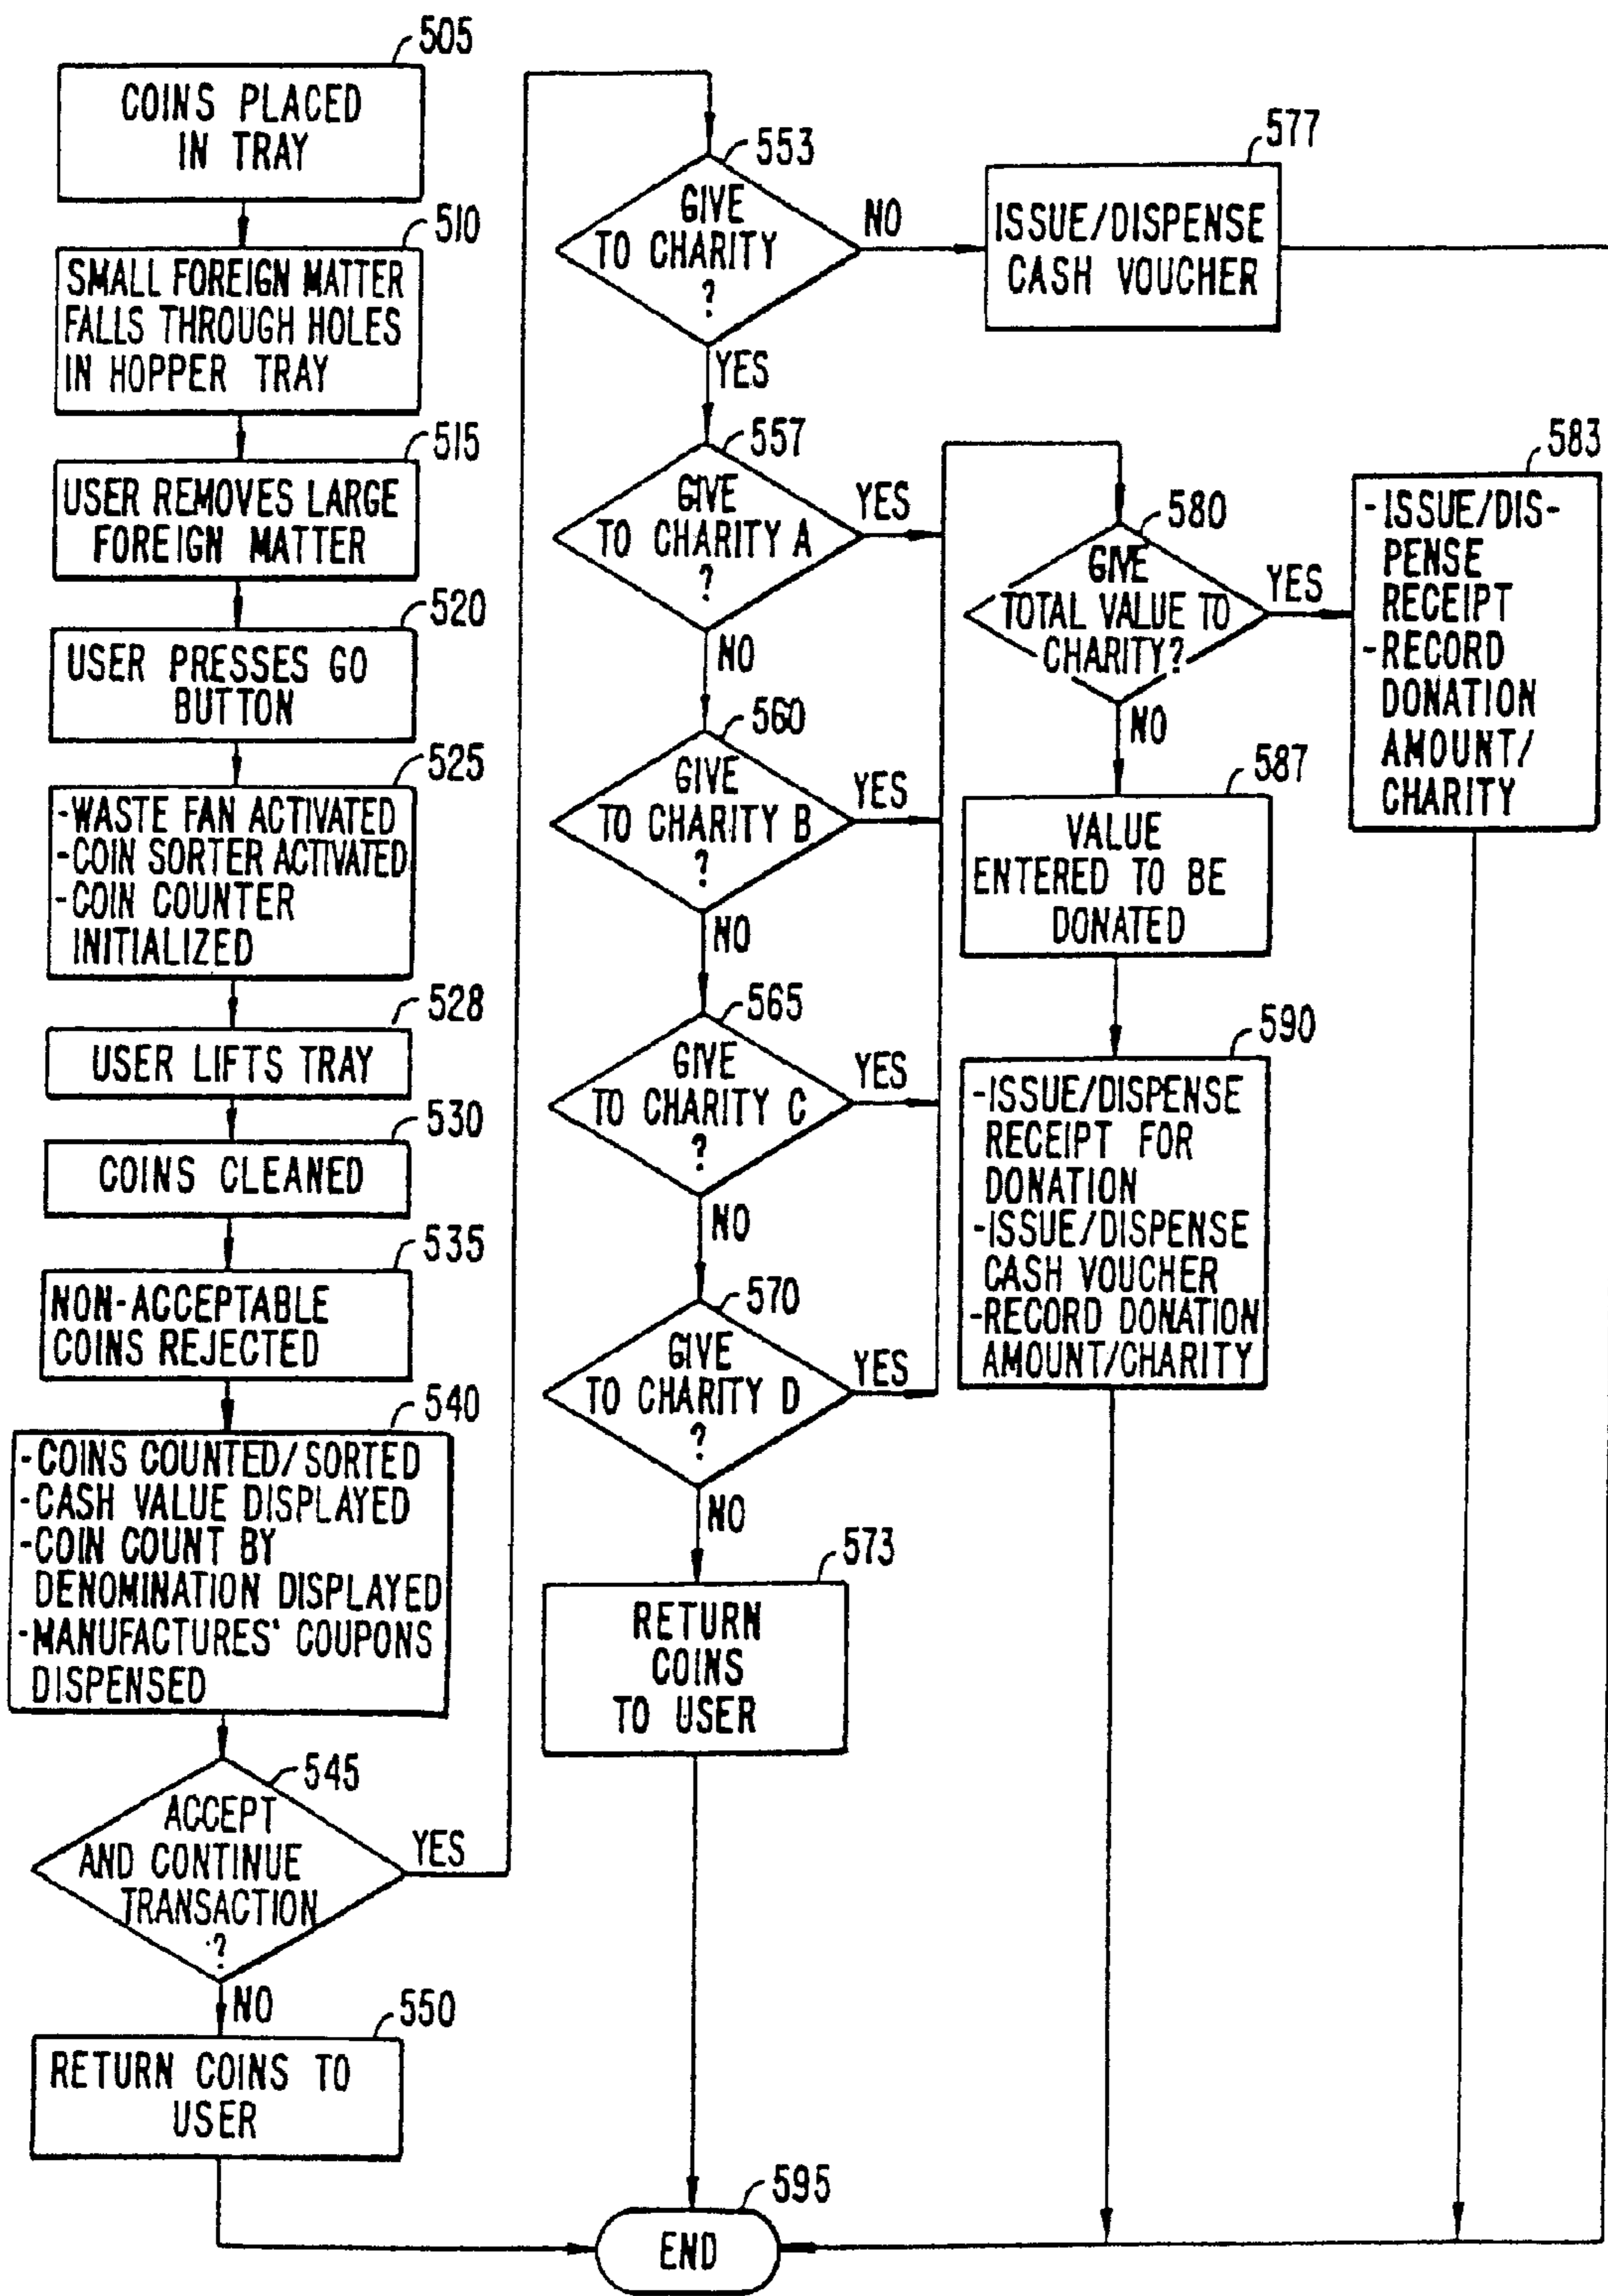 505
COINS PLACED
IN TRAY
510
SMALL FOREIGN MATTER
FALLS THROUGH HOLES
IN HOPPER TRAY
515
USER REMOVES LARGE
FOREIGN MATTER
520
USER PRESSES GO
BUTTON
525
-WASTE FAN ACTIVATED
-COIN SORTER ACTIVATED
-COIN COUNTER
INITIALIZED
528
USER LIFTS TRAY
530
COINS CLEANED
535
NON-ACCEPTABLE
COINS REJECTED
540
-COINS COUNTED/SORTED
-CASH VALUE DISPLAYED
-COIN COUNT BY
DENOMINATION DISPLAYED
-MANUFACTURES' COUPONS
DISPENSED
545
ACCEPT
AND CONTINUE
TRANSACTION
?
YES
NO
550
RETURN COINS TO
USER
553
GIVE
TO CHARITY
?
NO
YES
577
ISSUE/DISPENSE
CASH VOUCHER
557
GIVE
TO CHARITY A
?
YES
NO
560
GIVE
TO CHARITY B
?
YES
NO
565
GIVE
TO CHARITY C
?
YES
NO
570
GIVE
TO CHARITY D
?
YES
NO
573
RETURN
COINS
TO USER
580
GIVE
TOTAL VALUE TO
CHARITY?
YES
NO
583
-ISSUE/DIS-
PENSE
RECEIPT
-RECORD
DONATION
AMOUNT/
CHARITY
587
VALUE
ENTERED TO BE
DONATED
590
-ISSUE/DISPENSE
RECEIPT FOR
DONATION
-ISSUE/DISPENSE
CASH VOUCHER
-RECORD DONATION
AMOUNT/CHARITY
595
END